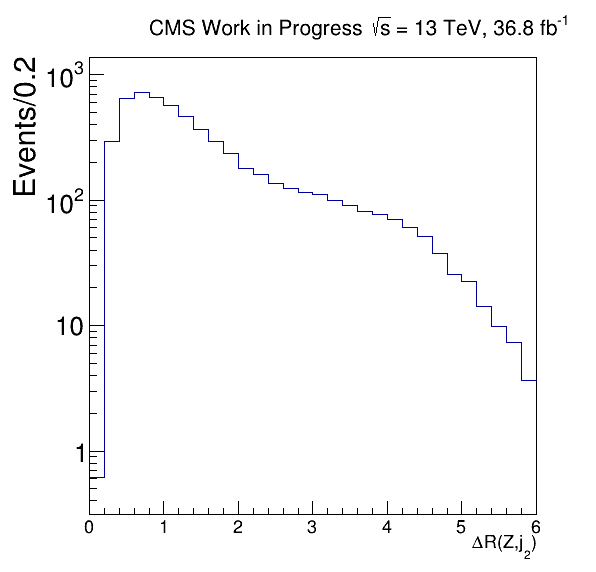 CMS Work in Progress √s = 13 TeV, 36.8 fb⁻¹
Events/0.2
10³
10²
10
1
0 1 2 3 4 5 6
ΔR(Z,j₂)